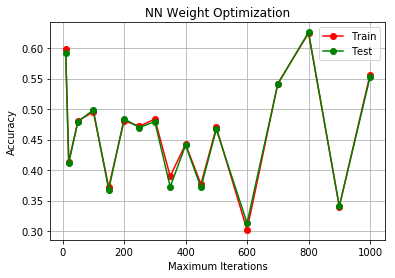 NN Weight Optimization
Train
Test
Accuracy
0.60
0.55
0.50
0.45
0.40
0.35
0.30
0 200 400 600 800 1000
Maximum Iterations